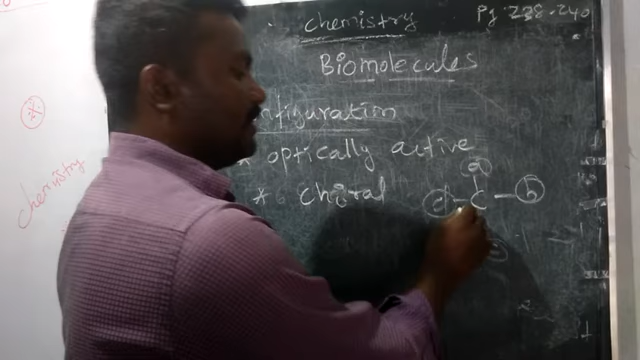 Chemistry
Pg 238-240
Biomolecules
nfiguration
* optically active
* Chiral
a
d - C - b
Chemistry